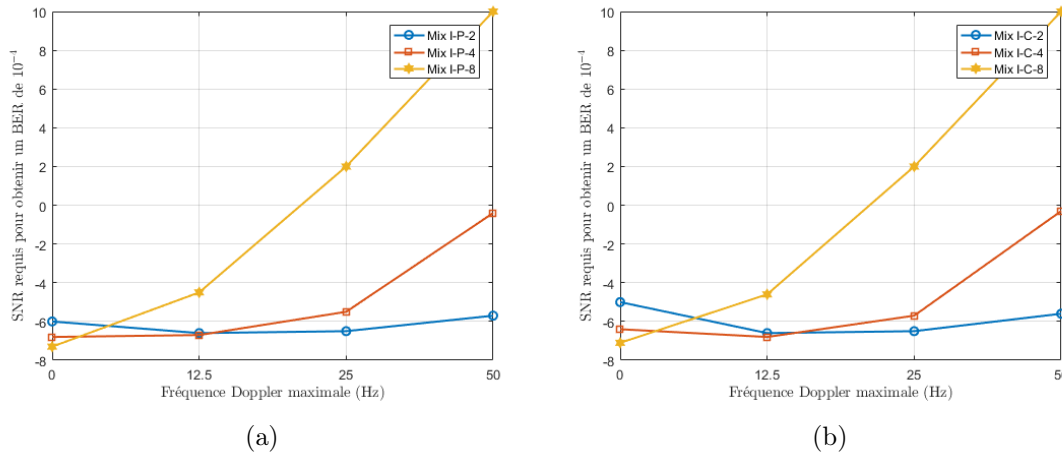 10
8
6
4
2
0
-2
-4
-6
-8
0
12.5
25
50
SNR requis pour obtenir un BER de 10⁻⁴
Fréquence Doppler maximale (Hz)
Mix I-P-2
Mix I-P-4
Mix I-P-8
(a)
10
8
6
4
2
0
-2
-4
-6
-8
0
12.5
25
50
SNR requis pour obtenir un BER de 10⁻⁴
Fréquence Doppler maximale (Hz)
Mix I-C-2
Mix I-C-4
Mix I-C-8
(b)